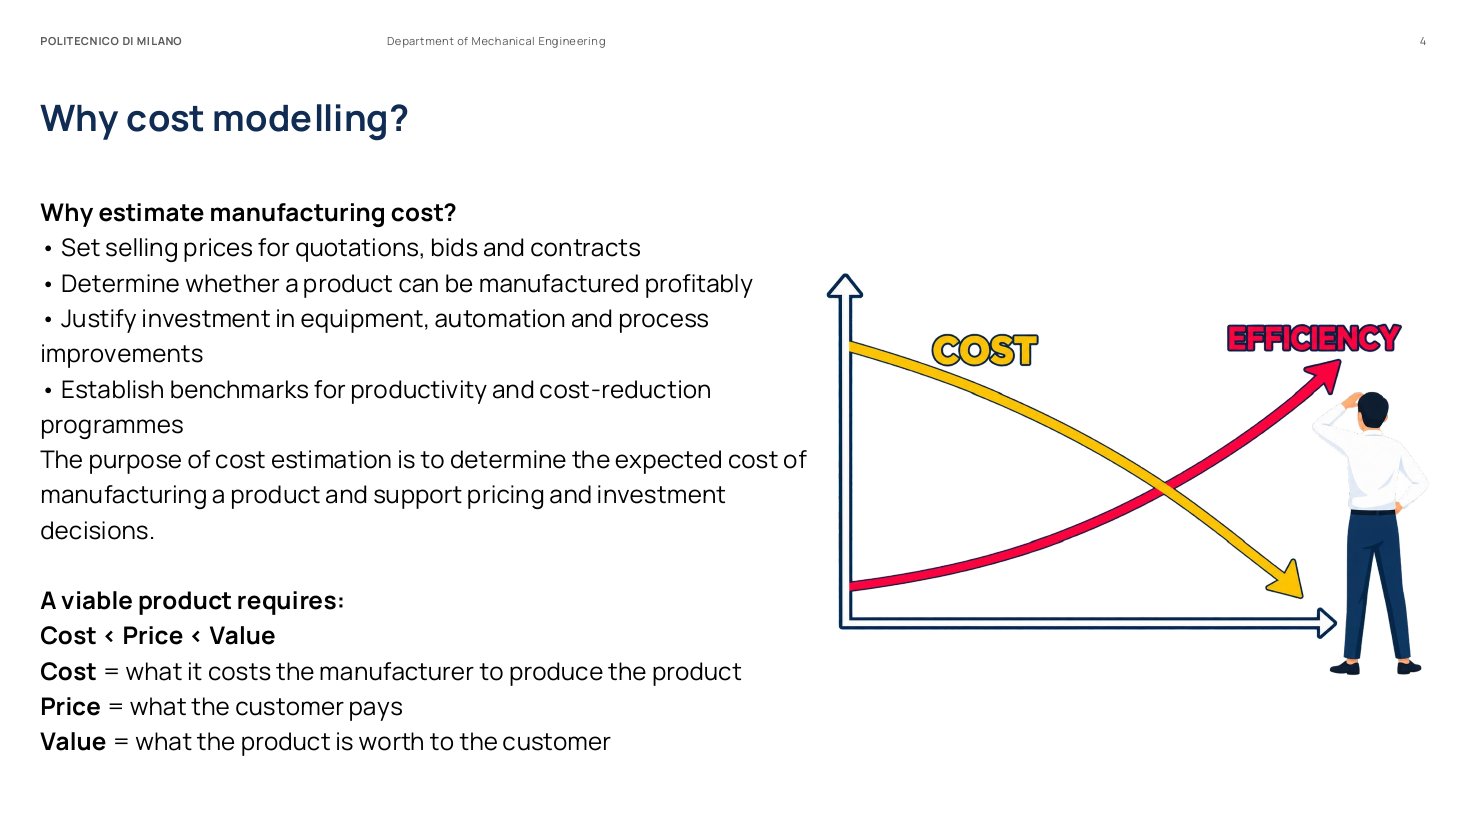 POLITECNICO DI MILANO
Department of Mechanical Engineering
4
Why cost modelling?
Why estimate manufacturing cost?
• Set selling prices for quotations, bids and contracts
• Determine whether a product can be manufactured profitably
• Justify investment in equipment, automation and process
improvements
• Establish benchmarks for productivity and cost-reduction
programmes
The purpose of cost estimation is to determine the expected cost of
manufacturing a product and support pricing and investment
decisions.
A viable product requires:
Cost < Price < Value
Cost = what it costs the manufacturer to produce the product
Price = what the customer pays
Value = what the product is worth to the customer
COST
EFFICIENCY